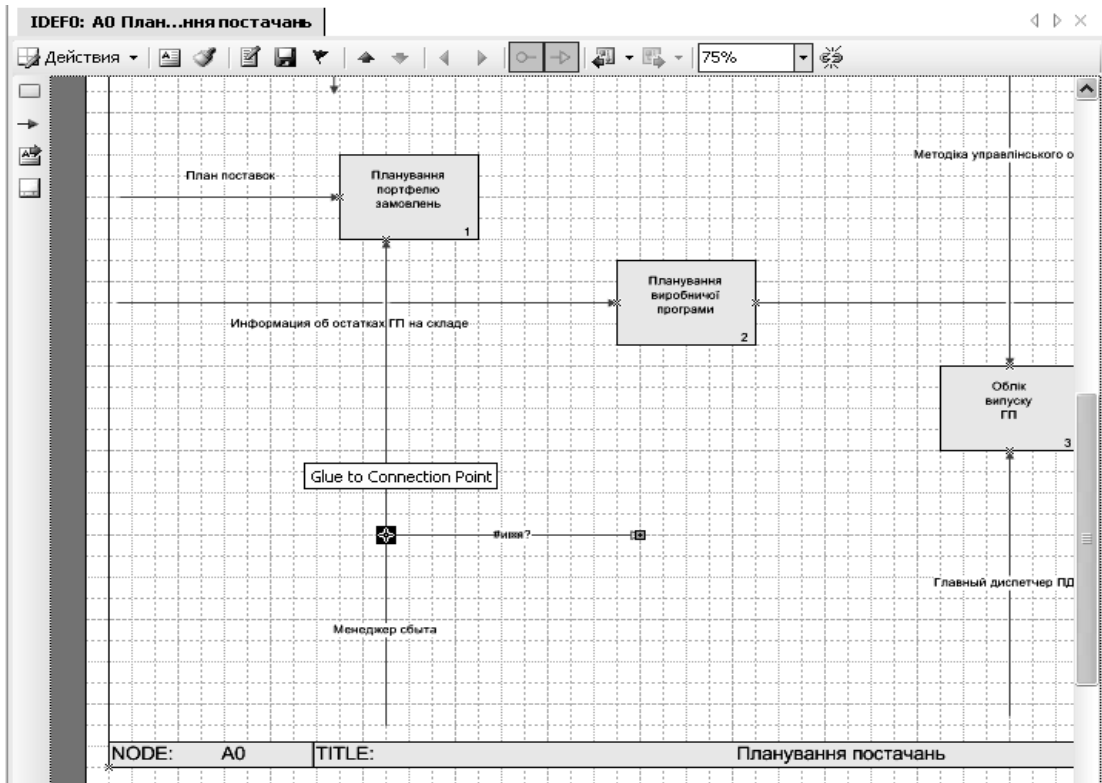 IDEF0: A0 План...ння постачань
Действия
75%
Методіка управлінського о
План поставок
Планування
портфелю
замовлень
1
Планування
виробничої
програми
2
Информация об остатках ГП на складе
Облік
випуску
ГП
3
Glue to Connection Point
Главный диспетчер ПД
Менеджер сбыта
NODE: A0 TITLE: Планування постачань